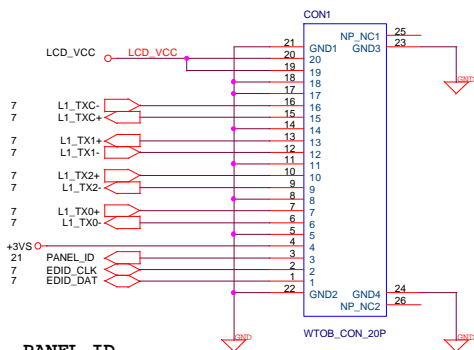 CON1
NP_NC1 25
21 GND1 GND3 23
LCD_VCC LCD_VCC 20 20
19 19
18 18
17 17
7 L1_TXC- 16 16
7 L1_TXC+ 15 15
14 14
7 L1_TX1+ 13 13
7 L1_TX1- 12 12
11 11
7 L1_TX2+ 10 10
7 L1_TX2- 9 9
8 8
7 L1_TX0+ 7 7
7 L1_TX0- 6 6
5 5
+3VS 4 4
21 PANEL_ID 3 3
7 EDID_CLK 2 2
7 EDID_DAT 1 1
22 GND2 GND4 24
NP_NC2 26
WTOB_CON_20P
GND
GND
GND
PANEL ID